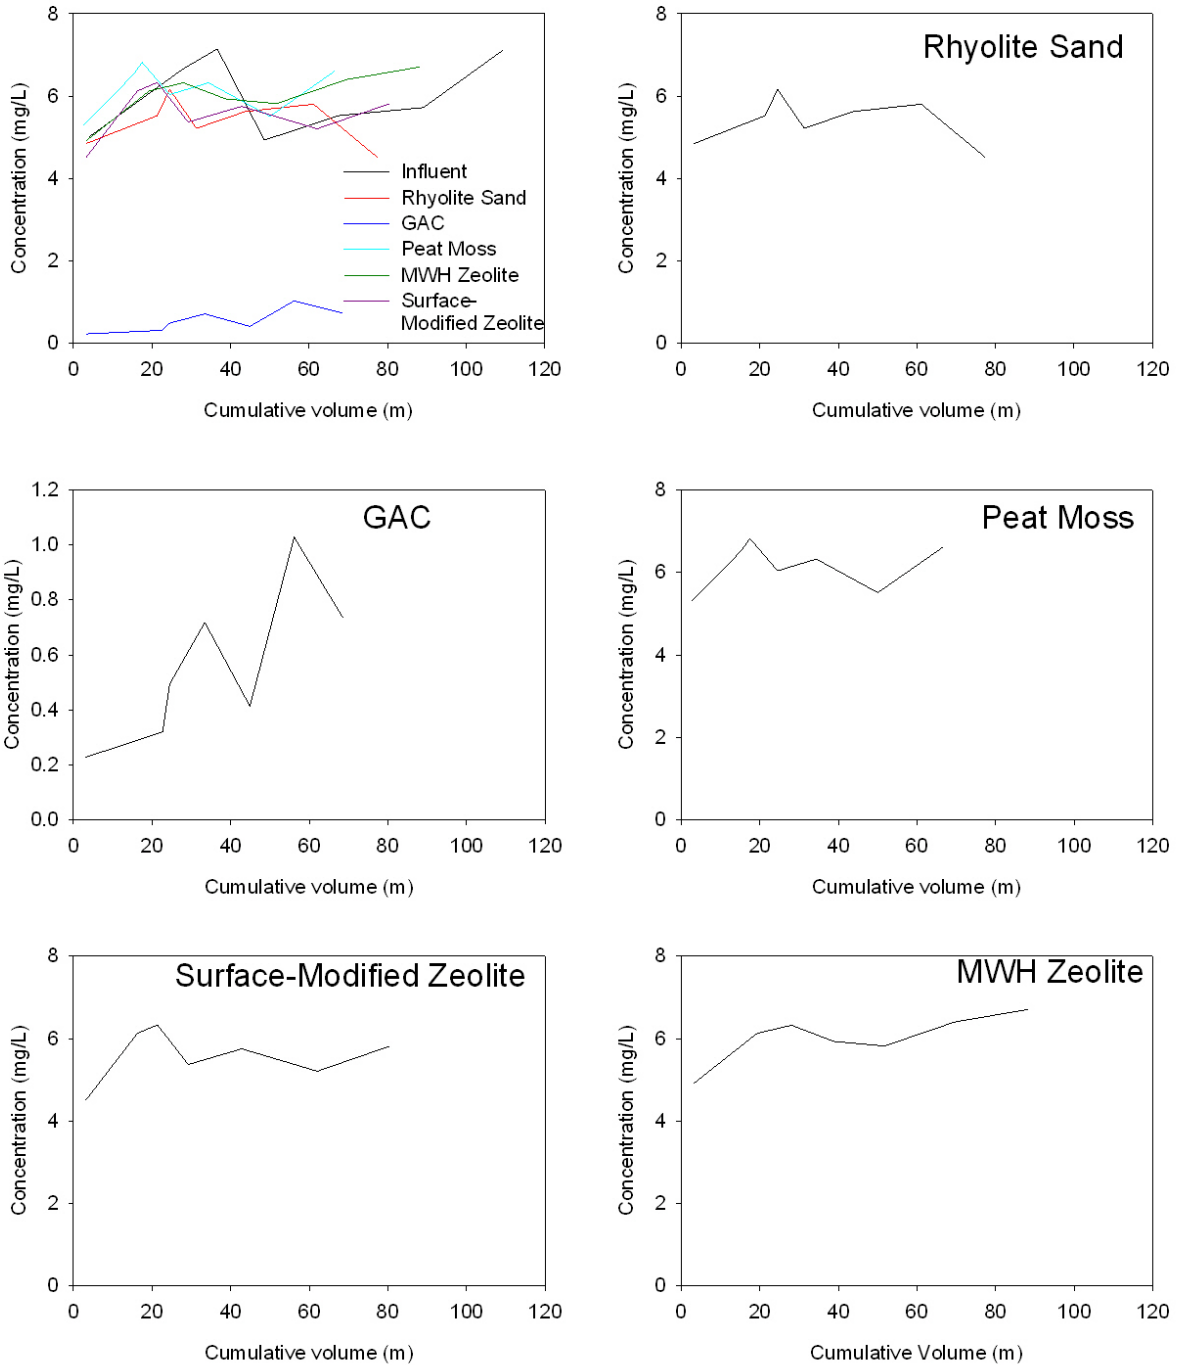 8
6
4
2
0
Concentration (mg/L)
Influent
Rhyolite Sand
GAC
Peat Moss
MWH Zeolite
Surface-
Modified Zeolite
0 20 40 60 80 100 120
Cumulative volume (m)
Rhyolite Sand
8
6
4
2
0
Concentration (mg/L)
0 20 40 60 80 100 120
Cumulative volume (m)
GAC
1.2
1.0
0.8
0.6
0.4
0.2
0.0
Concentration (mg/L)
0 20 40 60 80 100 120
Cumulative volume (m)
Peat Moss
8
6
4
2
0
Concentration (mg/L)
0 20 40 60 80 100 120
Cumulative volume (m)
Surface-Modified Zeolite
8
6
4
2
0
Concentration (mg/L)
0 20 40 60 80 100 120
Cumulative volume (m)
MWH Zeolite
8
6
4
2
0
Concentration (mg/L)
0 20 40 60 80 100 120
Cumulative Volume (m)